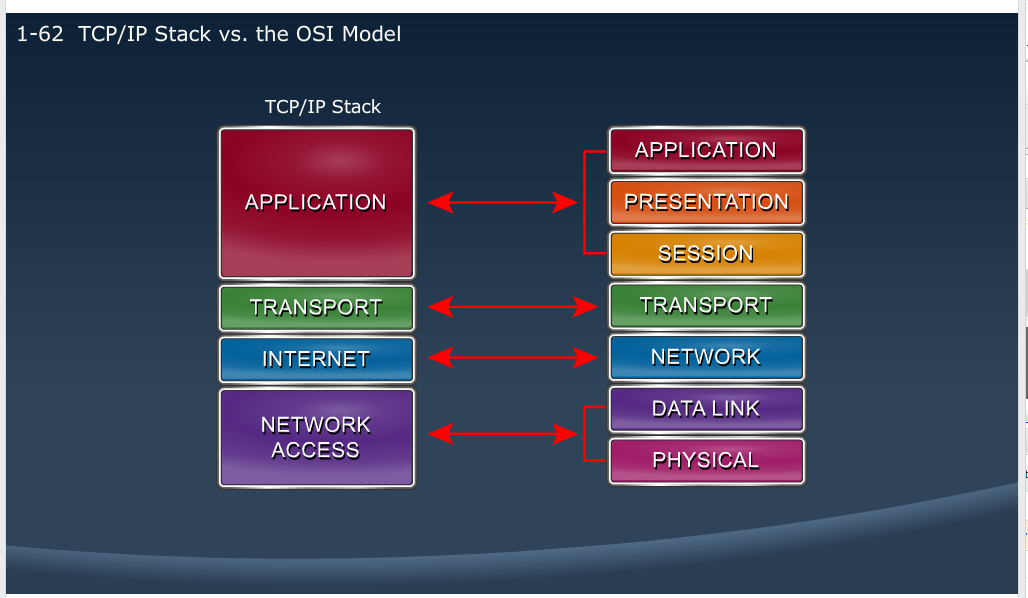 1-62 TCP/IP Stack vs. the OSI Model
TCP/IP Stack
APPLICATION
TRANSPORT
INTERNET
NETWORK
ACCESS
APPLICATION
PRESENTATION
SESSION
TRANSPORT
NETWORK
DATA LINK
PHYSICAL